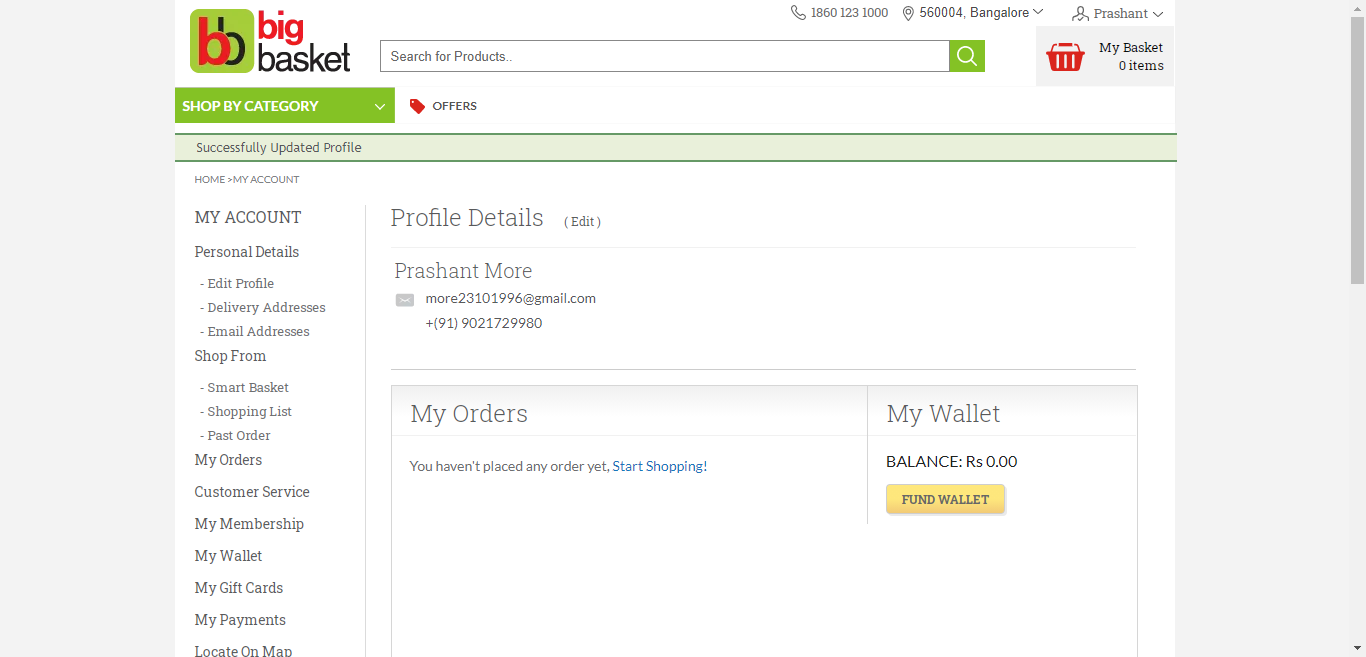 bb big basket
1860 123 1000 560004, Bangalore Prashant
Search for Products..
My Basket
0 items
SHOP BY CATEGORY OFFERS
Successfully Updated Profile
HOME >MY ACCOUNT
MY ACCOUNT
Personal Details
- Edit Profile
- Delivery Addresses
- Email Addresses
Shop From
- Smart Basket
- Shopping List
- Past Order
My Orders
Customer Service
My Membership
My Wallet
My Gift Cards
My Payments
Locate On Map
Profile Details ( Edit )
Prashant More
more23101996@gmail.com
+(91) 9021729980
My Orders
You haven't placed any order yet, Start Shopping!
My Wallet
BALANCE: Rs 0.00
FUND WALLET